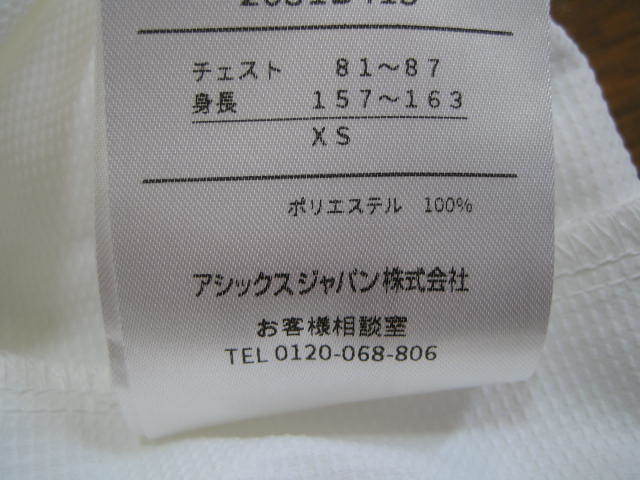 チェスト 81～87
身長 157～163
XS
ポリエステル 100%
アシックスジャパン株式会社
お客様相談室
TEL 0120-068-806